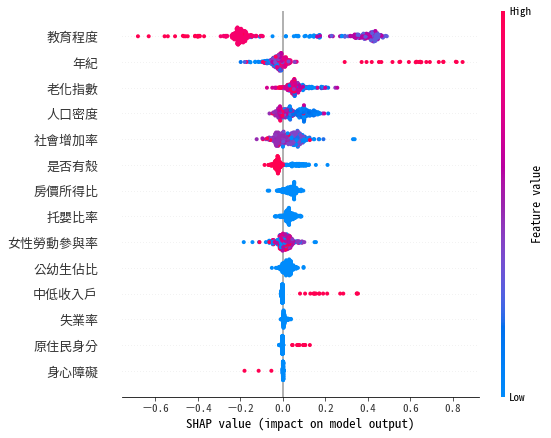 教育程度
年紀
老化指數
人口密度
社會增加率
是否有殼
房價所得比
托嬰比率
女性勞動參與率
公幼生佔比
中低收入戶
失業率
原住民身分
身心障礙
High
Feature value
Low
−0.6 −0.4 −0.2 0.0 0.2 0.4 0.6 0.8
SHAP value (impact on model output)